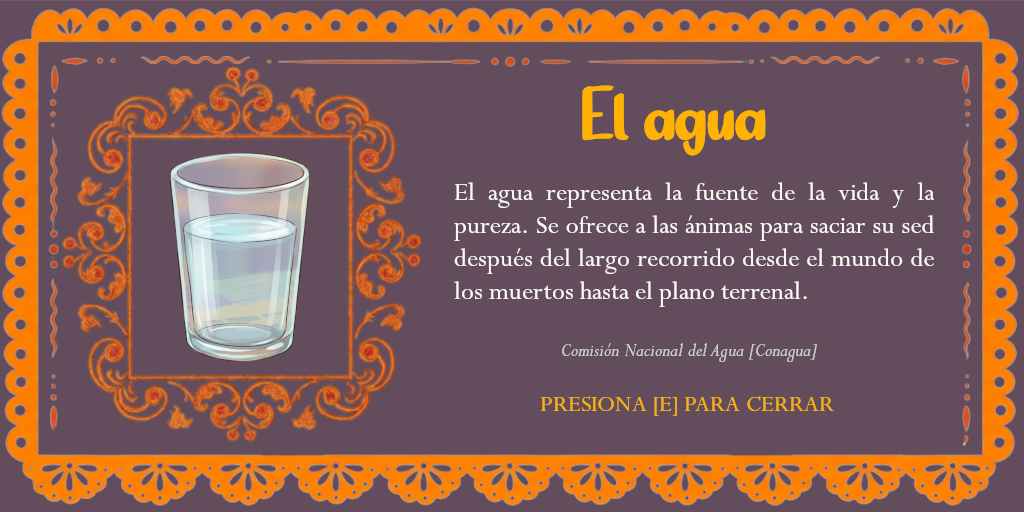 El agua
El agua representa la fuente de la vida y la
pureza. Se ofrece a las ánimas para saciar su sed
después del largo recorrido desde el mundo de
los muertos hasta el plano terrenal.
Comisión Nacional del Agua [Conagua]
PRESIONA [E] PARA CERRAR